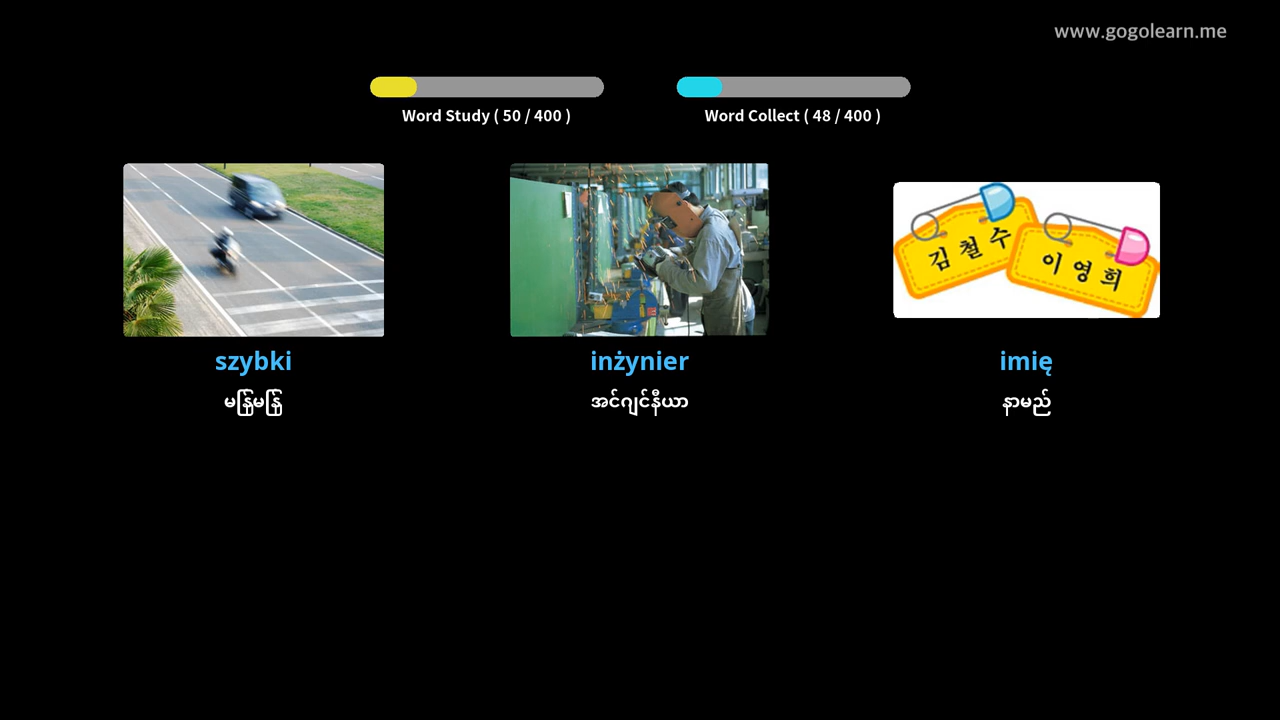 www.gogolearn.me
Word Study ( 50 / 400 )
Word Collect ( 48 / 400 )
김철수
이영희
szybki
inżynier
imię
မြန်မြန်
အင်ဂျင်နီယာ
နာမည်